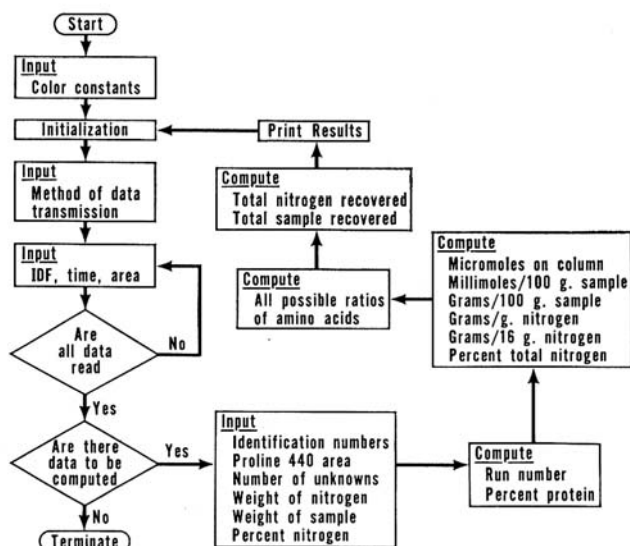 Start
Input
Color constants
Initialization
Print Results
Input
Method of data
transmission
Compute
Total nitrogen recovered
Total sample recovered
Input
IDF, time, area
Compute
All possible ratios
of amino acids
Compute
Micromoles on column
Millimoles/100 g. sample
Grams/100 g. sample
Grams/g. nitrogen
Grams/16 g. nitrogen
Percent total nitrogen
Are
all data
read
No
Yes
Are there
data to be
computed
Yes
Input
Identification numbers
Proline 440 area
Number of unknowns
Weight of nitrogen
Weight of sample
Percent nitrogen
Compute
Run number
Percent protein
No
Terminate